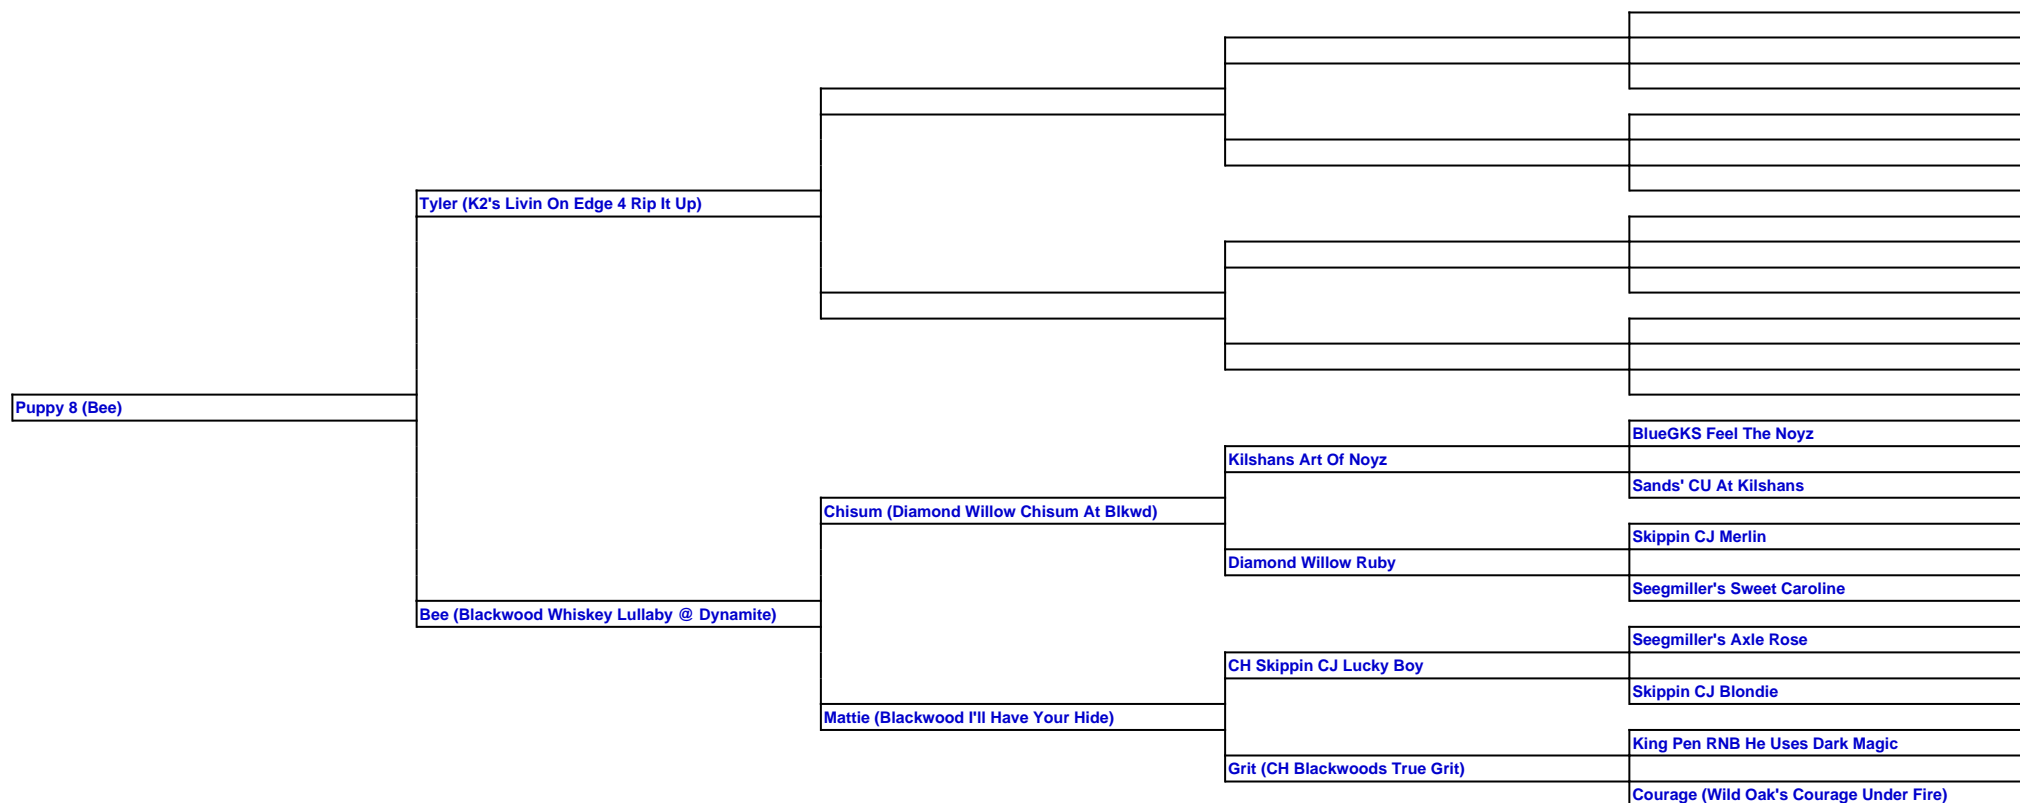 Tyler (K2's Livin On Edge 4 Rip It Up)
Puppy 8 (Bee)
BlueGKS Feel The Noyz
Kilshans Art Of Noyz
Sands' CU At Kilshans
Chisum (Diamond Willow Chisum At Blkwd)
Skippin CJ Merlin
Diamond Willow Ruby
Seegmiller's Sweet Caroline
Bee (Blackwood Whiskey Lullaby @ Dynamite)
Seegmiller's Axle Rose
CH Skippin CJ Lucky Boy
Skippin CJ Blondie
Mattie (Blackwood I'll Have Your Hide)
King Pen RNB He Uses Dark Magic
Grit (CH Blackwoods True Grit)
Courage (Wild Oak's Courage Under Fire)